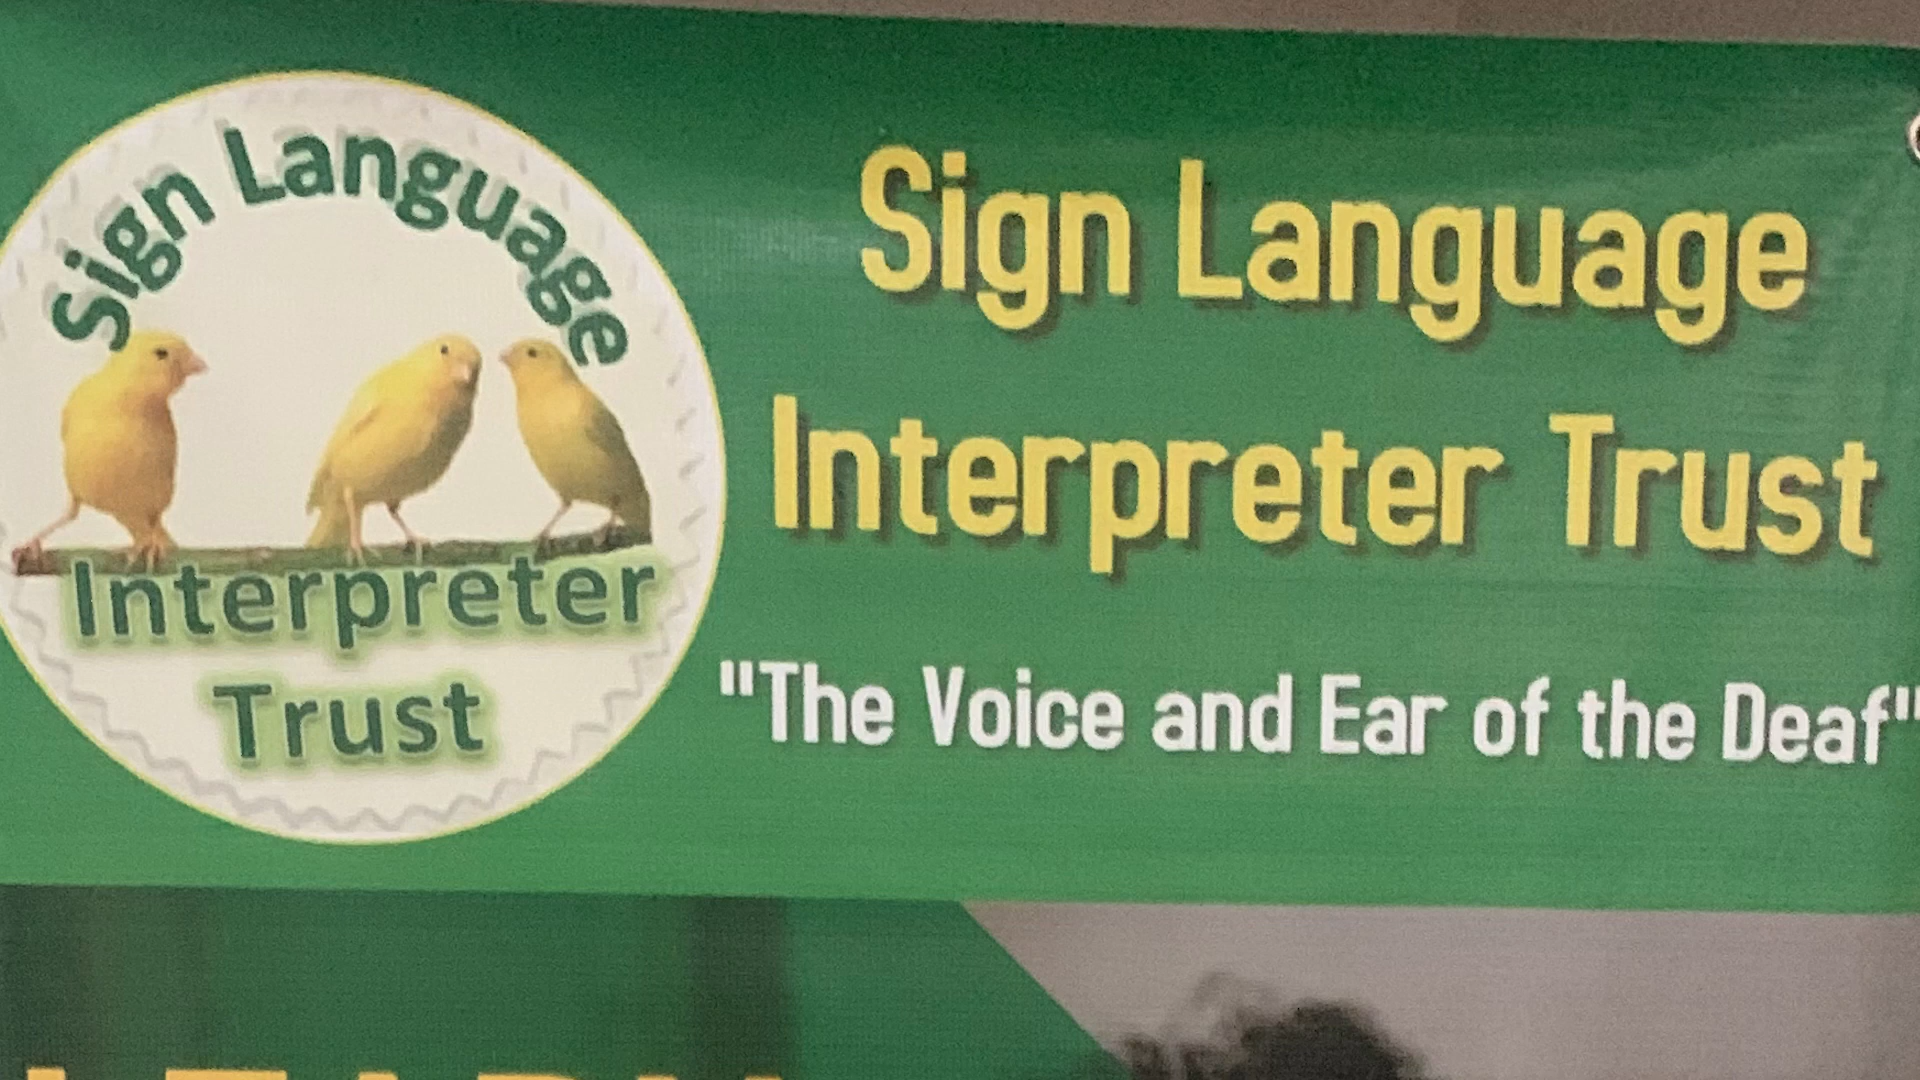 Sign Language
Interpreter
Trust
Sign Language
Interpreter Trust
"The Voice and Ear of the Deaf"